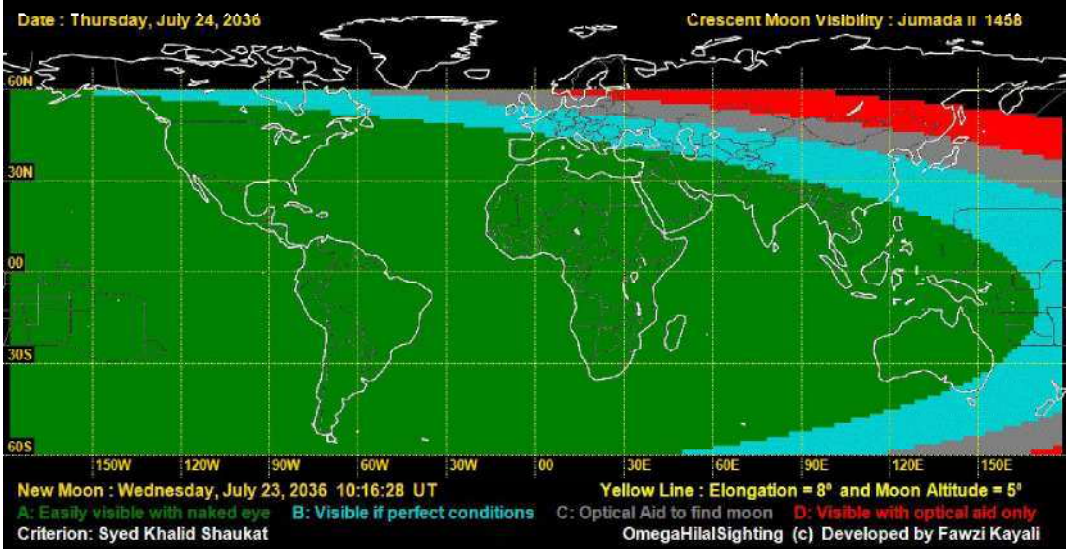 Date : Thursday, July 24, 2036 Crescent Moon Visibility : Jumada II 1458
60N
30N
00
30S
60S
150W 120W 90W 60W 30W 00 30E 60E 90E 120E 150E
New Moon : Wednesday, July 23, 2036 10:16:28 UT Yellow Line : Elongation = 8° and Moon Altitude = 5°
A: Easily visible with naked eye B: Visible if perfect conditions C: Optical Aid to find moon D: Visible with optical aid only
Criterion: Syed Khalid Shaukat OmegaHilalSighting (c) Developed by Fawzi Kayali